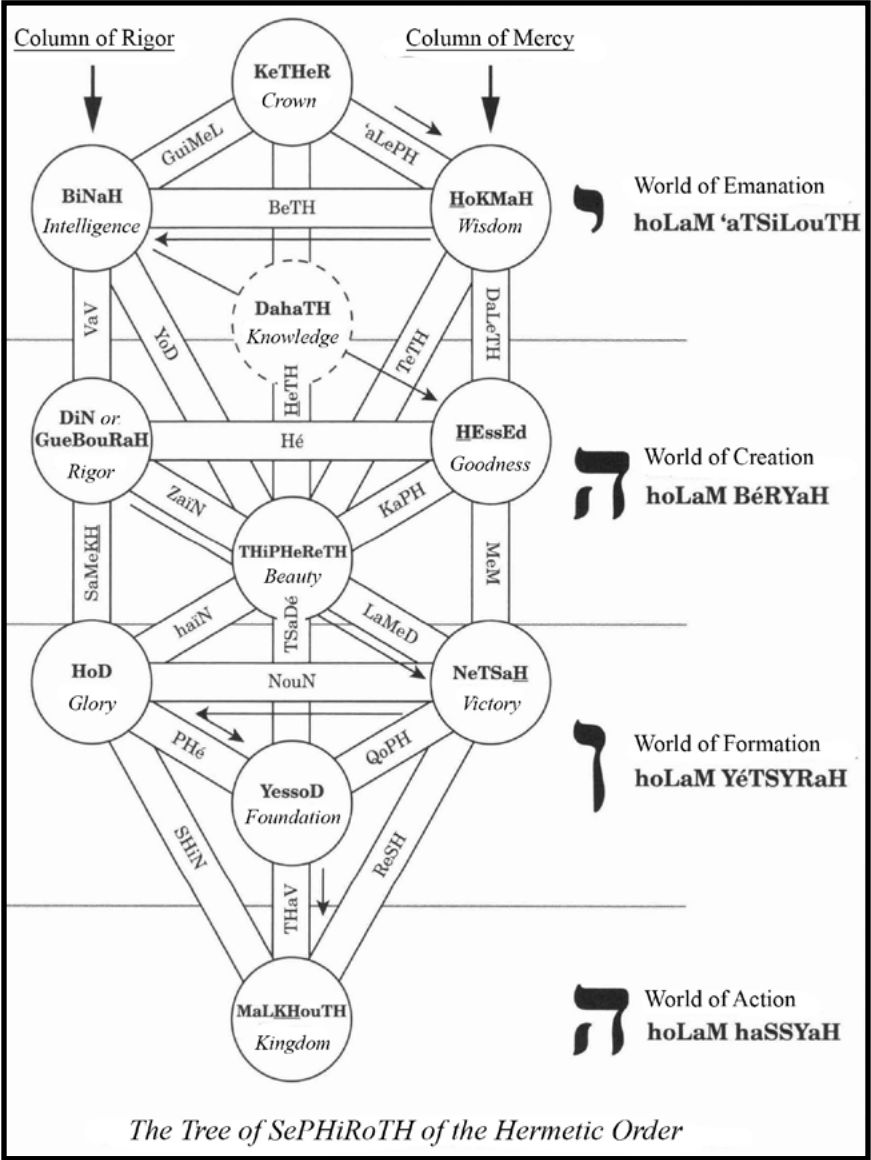 Column of Rigor
Column of Mercy
KeTHeR
Crown
GuiMeL
‘aLePH
BiNaH
Intelligence
BeTH
HoKMaH
Wisdom
י
World of Emanation
hoLaM ‘aTSiLouTH
DahaTH
Knowledge
VaV
YoD
HeTH
TeTH
DaLeTH
DiN or
GueBouRaH
Rigor
Hé
HEssEd
Goodness
ה
World of Creation
hoLaM BéRYaH
ZaïN
KaPH
SaMeKH
THiPHeReTH
Beauty
MeM
haïN
TSaDé
LaMeD
HoD
Glory
NouN
NeTSaH
Victory
PHé
QoPH
ו
World of Formation
hoLaM YéTSYRaH
YessoD
Foundation
SHiN
THaV
ReSH
MaLKHouTH
Kingdom
ה
World of Action
hoLaM haSSYaH
The Tree of SePHiRoTH of the Hermetic Order